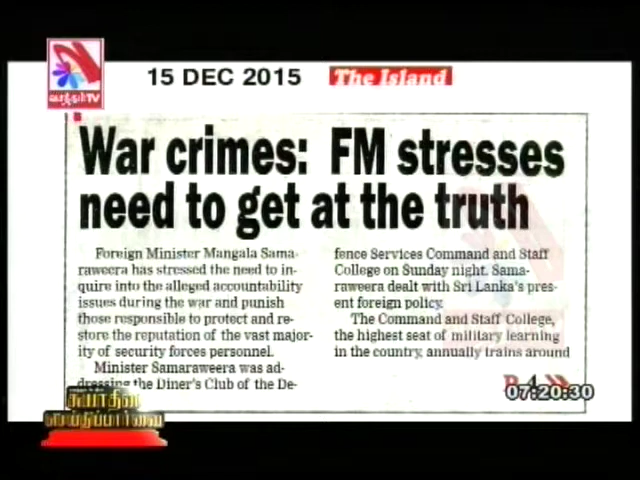 15 DEC 2015
The Island
War crimes: FM stresses
need to get at the truth
Foreign Minister Mangala Sama-
raweera has stressed the need to in-
quire into the alleged accountability
issues during the war and punish
those responsible to protect and re-
store the reputation of the vast major-
ity of security forces personnel.
Minister Samaraweera was ad-
dressing the Diner's Club of the De-
fence Services Command and Staff
College on Sunday night. Sama-
raweera dealt with Sri Lanka's pres-
ent foreign policy.
The Command and Staff College,
the highest seat of military learning
in the country, annually trains around
P 4
07:20:30
TV